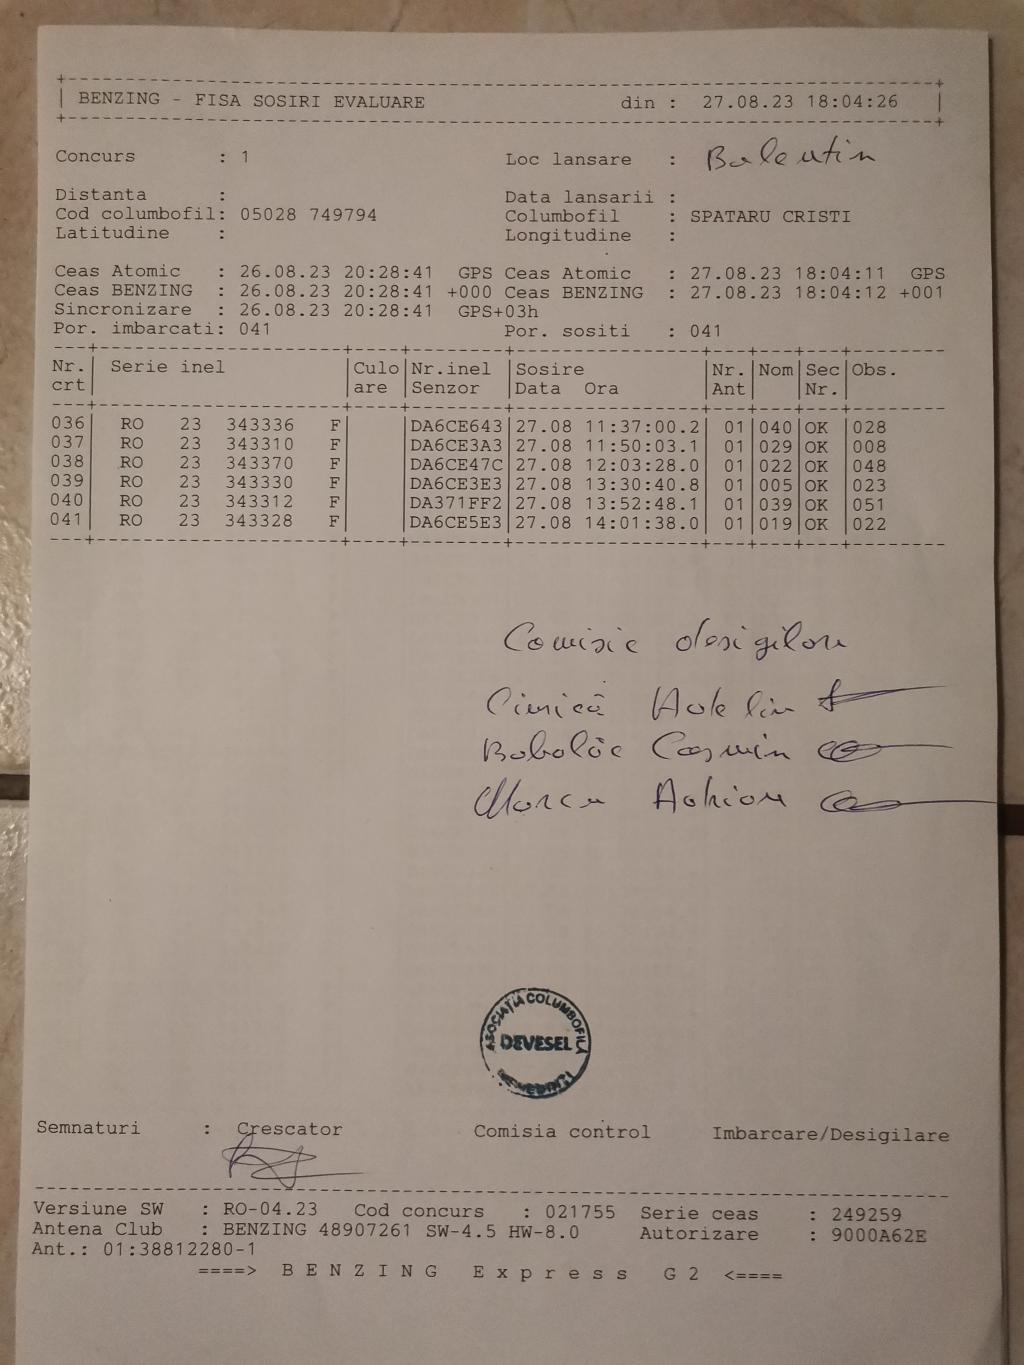 BENZING - FISA SOSIRI EVALUARE din : 27.08.23 18:04:26
Concurs : 1 Loc lansare : Balentin
Distanta : Data lansarii :
Cod columbofil: 05028 749794 Columbofil : SPATARU CRISTI
Latitudine : Longitudine :
Ceas Atomic : 26.08.23 20:28:41 GPS Ceas Atomic : 27.08.23 18:04:11 GPS
Ceas BENZING : 26.08.23 20:28:41 +000 Ceas BENZING : 27.08.23 18:04:12 +001
Sincronizare : 26.08.23 20:28:41 GPS+03h
Por. imbarcati: 041 Por. sositi : 041
Nr. Serie inel Culo Nr.inel Sosire Nr. Nom Sec Obs.
crt are Senzor Data Ora Ant Nr.
036 RO 23 343336 F DA6CE643 27.08 11:37:00.2 01 040 OK 028
037 RO 23 343310 F DA6CE3A3 27.08 11:50:03.1 01 029 OK 008
038 RO 23 343370 F DA6CE47C 27.08 12:03:28.0 01 022 OK 048
039 RO 23 343330 F DA6CE3E3 27.08 13:30:40.8 01 005 OK 023
040 RO 23 343312 F DA371FF2 27.08 13:52:48.1 01 039 OK 051
041 RO 23 343328 F DA6CE5E3 27.08 14:01:38.0 01 019 OK 022
Comisie desigilare
Cosmin
Marcu Adrian
ASOCIAȚIA COLUMBOFILĂ
DEVESEL
MEHEDINȚI
Semnaturi : Crescator Comisia control Imbarcare/Desigilare
Versiune SW : RO-04.23 Cod concurs : 021755 Serie ceas : 249259
Antena Club : BENZING 48907261 SW-4.5 HW-8.0 Autorizare : 9000A62E
Ant.: 01:38812280-1
====> B E N Z I N G E x p r e s s G 2 <====